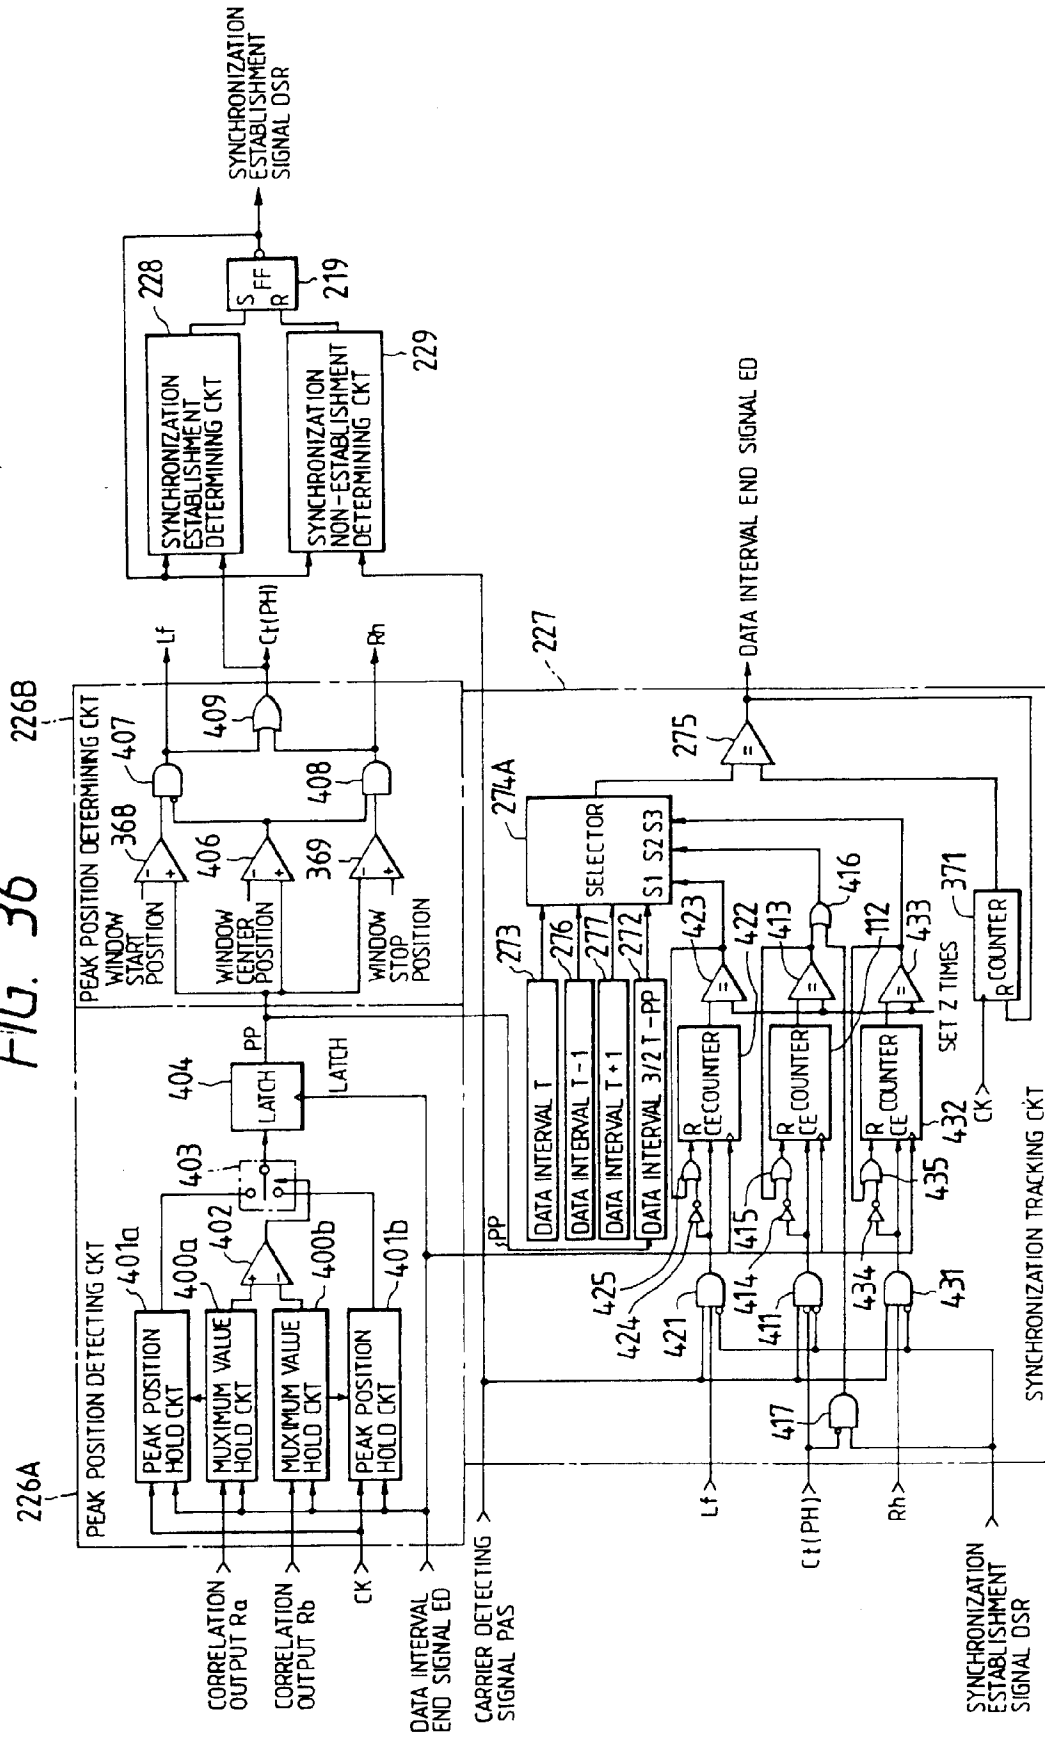 FIG. 36
226A
PEAK POSITION DETECTING CKT
226B
PEAK POSITION DETERMINING CKT
CORRELATION
OUTPUT Ra
CORRELATION
OUTPUT Rb
CK
DATA INTERVAL
END SIGNAL ED
CARRIER DETECTING
SIGNAL PAS
401a
PEAK POSITION
HOLD CKT
400a
MUXIMUM VALUE
HOLD CKT
400b
MUXIMUM VALUE
HOLD CKT
401b
PEAK POSITION
HOLD CKT
402
+
-
403
404
LATCH
LATCH
PP
WINDOW
START
POSITION
WINDOW
CENTER
POSITION
WINDOW
STOP
POSITION
368
-
+
406
-
+
369
-
+
407
408
409
Lf
Ct(PH)
Rh
228
SYNCHRONIZATION
ESTABLISHMENT
DETERMINING CKT
SYNCHRONIZATION
NON-ESTABLISHMENT
DETERMINING CKT
229
S
FF
R
219
SYNCHRONIZATION
ESTABLISHMENT
SIGNAL DSR
227
PP
273
DATA INTERVAL T
276
DATA INTERVAL T-1
277
DATA INTERVAL T+1
272
DATA INTERVAL 3/2 T-PP
274A
SELECTOR
S1 S2 S3
275
=
DATA INTERVAL END SIGNAL ED
425
424
421
R
CE COUNTER
423
=
422
415
414
411
R
CE COUNTER
413
=
416
112
435
434
431
R
CE COUNTER
432
433
=
SET Z TIMES
371
R COUNTER
CK
417
Lf
Ct(PH)
Rh
SYNCHRONIZATION
ESTABLISHMENT
SIGNAL DSR
SYNCHRONIZATION TRACKING CKT